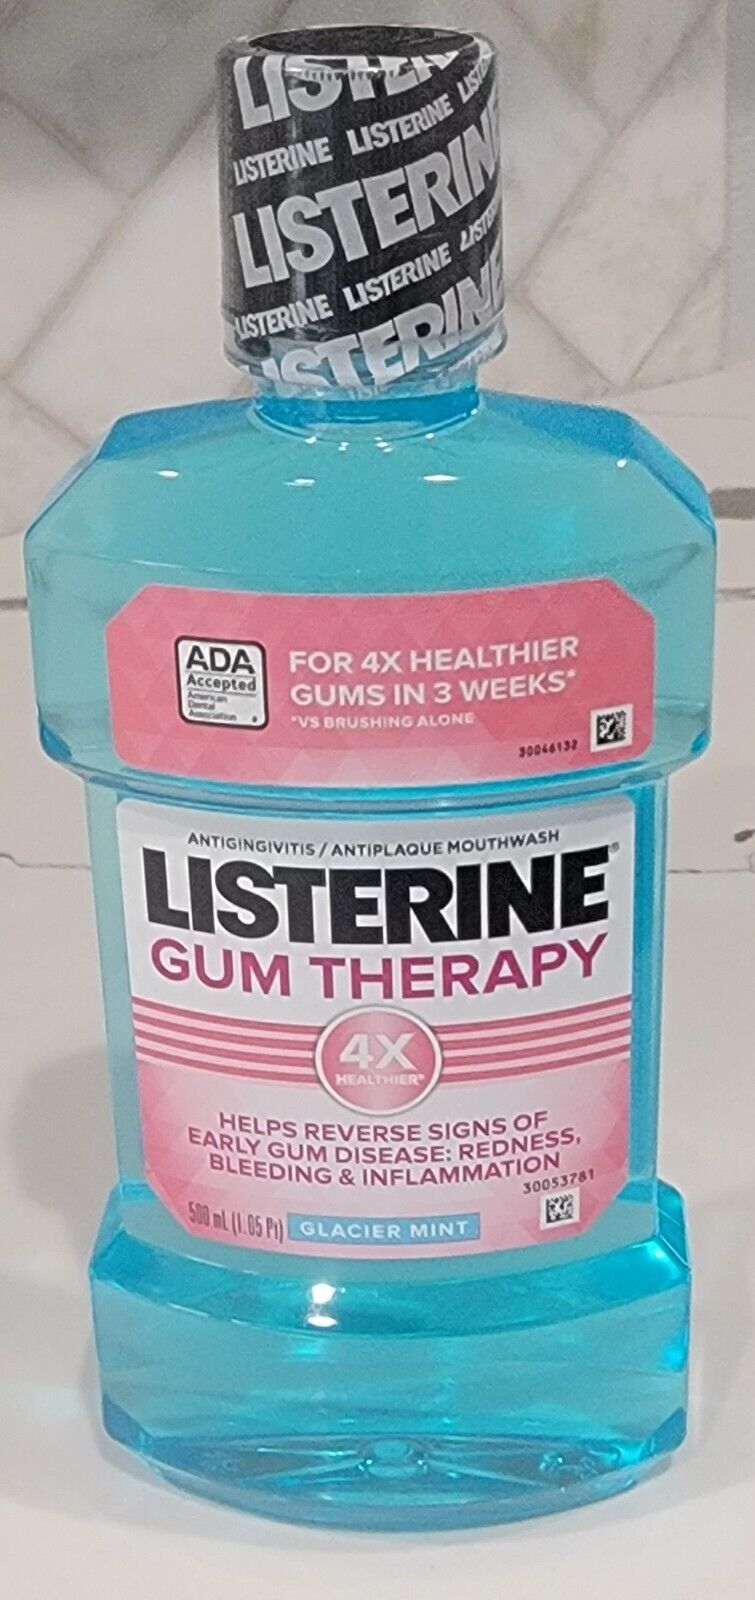 LISTERINE
LISTERINE LISTERINE LISTERINE
LISTERINE
LISTERINE LISTERINE LISTERINE
LISTERINE
ADA
Accepted
American
Dental
Association
FOR 4X HEALTHIER
GUMS IN 3 WEEKS*
*VS BRUSHING ALONE
30046132
ANTIGINGIVITIS / ANTIPLAQUE MOUTHWASH
LISTERINE®
GUM THERAPY
4X
HEALTHIER*
HELPS REVERSE SIGNS OF
EARLY GUM DISEASE: REDNESS,
BLEEDING & INFLAMMATION
30053781
500 mL (1.05 Pt) GLACIER MINT